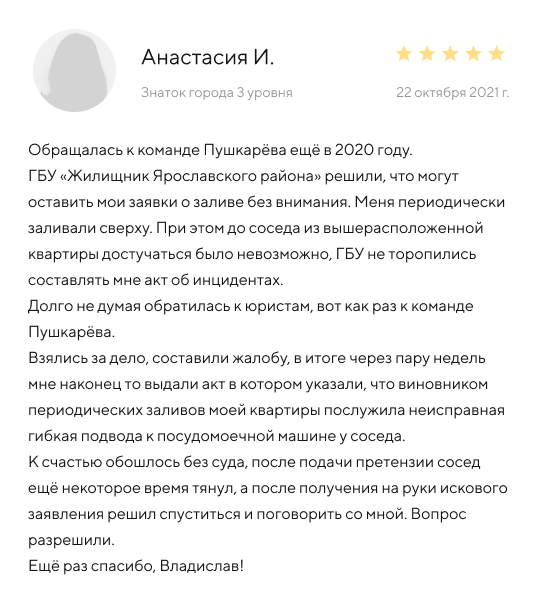 Анастасия И.
Знаток города 3 уровня
22 октября 2021 г.
Обращалась к команде Пушкарёва ещё в 2020 году.
ГБУ «Жилищник Ярославского района» решили, что могут
оставить мои заявки о заливе без внимания. Меня периодически
заливали сверху. При этом до соседа из вышерасположенной
квартиры достучаться было невозможно, ГБУ не торопились
составлять мне акт об инцидентах.
Долго не думая обратилась к юристам, вот как раз к команде
Пушкарёва.
Взялись за дело, составили жалобу, в итоге через пару недель
мне наконец то выдали акт в котором указали, что виновником
периодических заливов моей квартиры послужила неисправная
гибкая подвода к посудомоечной машине у соседа.
К счастью обошлось без суда, после подачи претензии сосед
ещё некоторое время тянул, а после получения на руки искового
заявления решил спуститься и поговорить со мной. Вопрос
разрешили.
Ещё раз спасибо, Владислав!